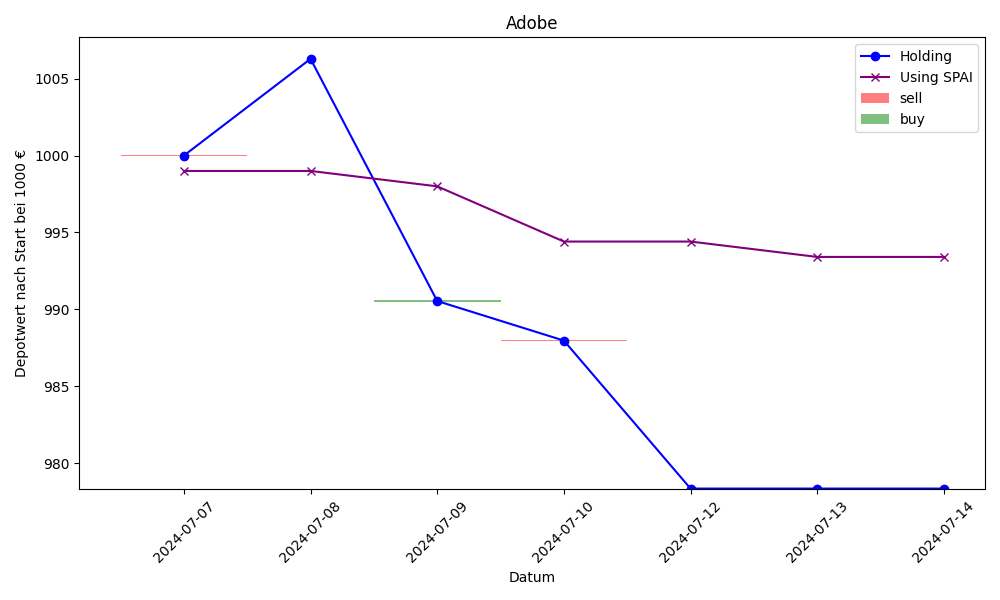 Adobe
Holding
Using SPAI
sell
buy
1005
1000
995
990
985
980
Depotwert nach Start bei 1000 €
2024-07-07
2024-07-08
2024-07-09
2024-07-10
2024-07-12
2024-07-13
2024-07-14
Datum